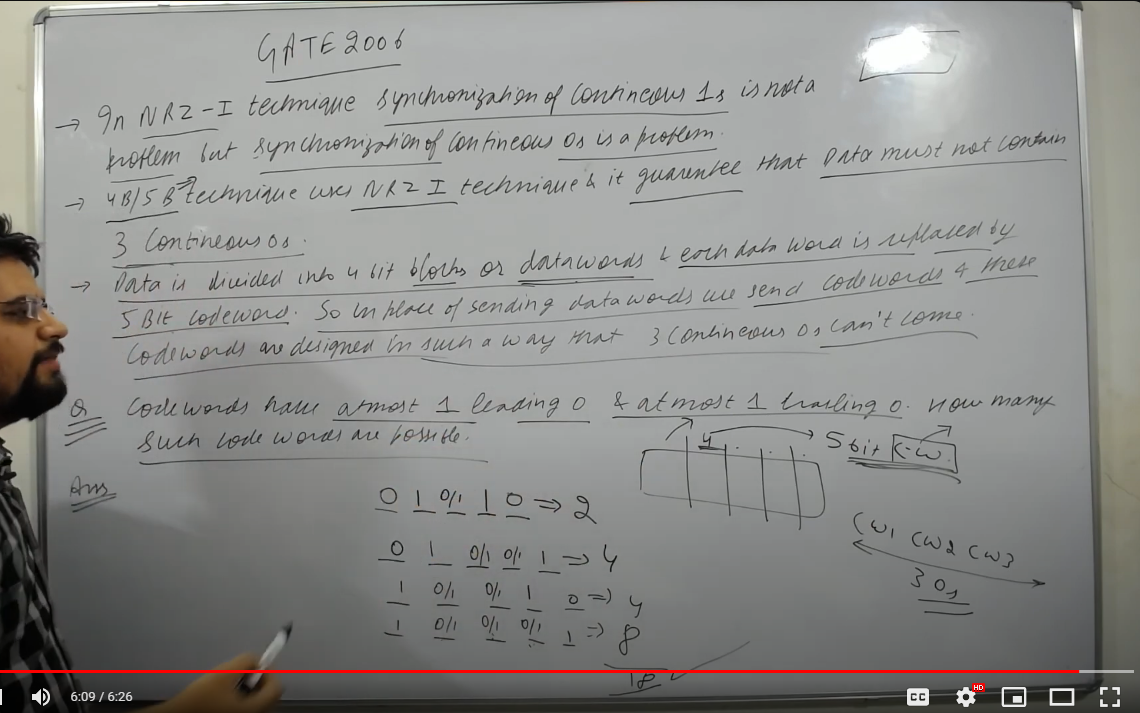 GATE 2006
→ In NRZ-I technique synchronization of contineous 1s is not a
problem but synchronization of contineous 0s is a problem.
→ 4B/5B technique uses NRZ I technique & it guarentee that Data must not contain
3 Contineous 0s.
→ Data is divided into 4 bit blocks or datawords & each data word is replaced by
5 Bit codeword. So in place of sending datawords we send codewords & these
Codewords are designed in such a way that 3 Contineous 0s can't come.
Q Codewords have atmost 1 leading 0 & at most 1 trailing 0. How many
such code words are possible.
4 5 bit C.W.
Ans
0 1 0/1 1 0 ⇒ 2
0 1 0/1 0/1 1 ⇒ 4
1 0/1 0/1 1 0 ⇒ 4
1 0/1 0/1 0/1 1 ⇒ 8
18
CW1 CW2 CW3
3 0s
6:09 / 6:26
CC
HD